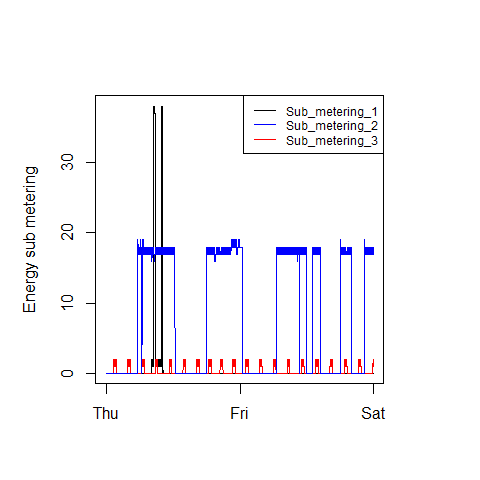 Sub_metering_1
Sub_metering_2
Sub_metering_3
Energy sub metering
30
20
10
0
Thu
Fri
Sat